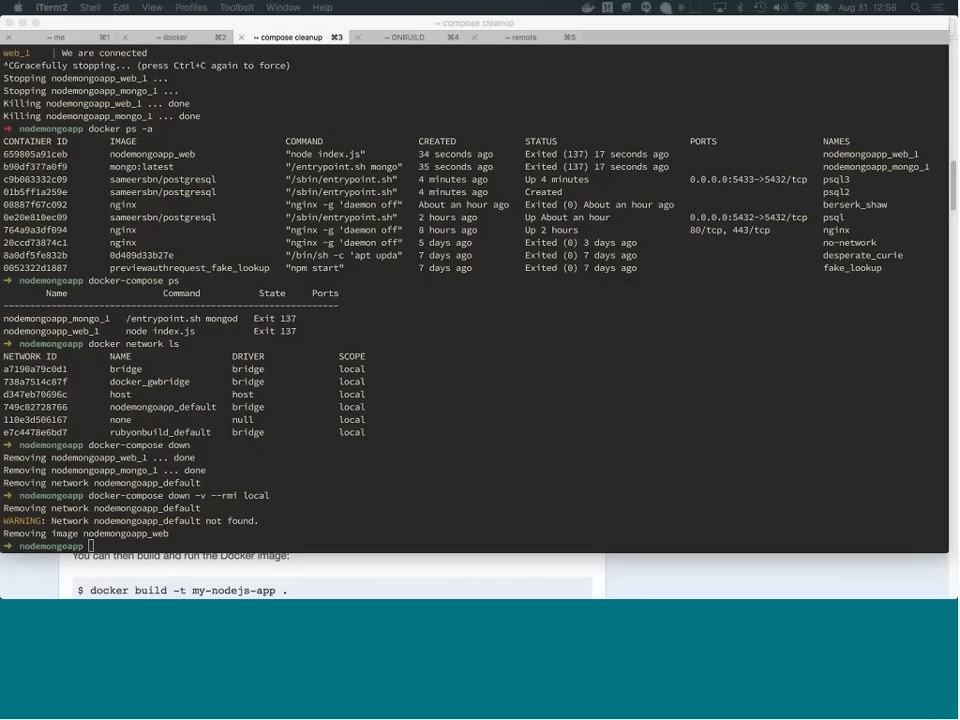 iTerm2 Shell Edit View Profiles Toolbelt Window Help Aug 31 12:56
compose cleanup
me ⌘1 docker ⌘2 compose cleanup ⌘3 ONBUILD ⌘4 remote ⌘5
web_1 | We are connected
^CGracefully stopping... (press Ctrl+C again to force)
Stopping nodemongoapp_web_1 ...
Stopping nodemongoapp_mongo_1 ...
Killing nodemongoapp_web_1 ... done
Killing nodemongoapp_mongo_1 ... done
➜ nodemongoapp docker ps -a
CONTAINER ID IMAGE COMMAND CREATED STATUS PORTS NAMES
659805a91ceb nodemongoapp_web "node index.js" 34 seconds ago Exited (137) 17 seconds ago nodemongoapp_web_1
b90df377a0f9 mongo:latest "/entrypoint.sh mongo" 35 seconds ago Exited (137) 17 seconds ago nodemongoapp_mongo_1
c9b083332c09 sameersbn/postgresql "/sbin/entrypoint.sh" 4 minutes ago Up 4 minutes 0.0.0.0:5433->5432/tcp psql3
01b5ff1a259e sameersbn/postgresql "/sbin/entrypoint.sh" 4 minutes ago Created psql2
08887f67c092 nginx "nginx -g 'daemon off" About an hour ago Exited (0) About an hour ago berserk_shaw
0e20e810ec09 sameersbn/postgresql "/sbin/entrypoint.sh" 2 hours ago Up About an hour 0.0.0.0:5432->5432/tcp psql
764a9a3df094 nginx "nginx -g 'daemon off" 8 hours ago Up 2 hours 80/tcp, 443/tcp nginx
20ccd73874c1 nginx "nginx -g 'daemon off" 5 days ago Exited (0) 3 days ago no-network
8a0df5fe832b 0d409d33b27e "/bin/sh -c 'apt upda" 7 days ago Exited (0) 7 days ago desperate_curie
0052322d1887 previewauthrequest_fake_lookup "npm start" 7 days ago Exited (0) 7 days ago fake_lookup
➜ nodemongoapp docker-compose ps
Name Command State Ports
---------------------------------------------------------------
nodemongoapp_mongo_1 /entrypoint.sh mongod Exit 137
nodemongoapp_web_1 node index.js Exit 137
➜ nodemongoapp docker network ls
NETWORK ID NAME DRIVER SCOPE
a7190a79c0d1 bridge bridge local
738a7514c87f docker_gwbridge bridge local
d347eb70696c host host local
749c02728766 nodemongoapp_default bridge local
110e3d506167 none null local
e7c4478e6bd7 rubyonbuild_default bridge local
➜ nodemongoapp docker-compose down
Removing nodemongoapp_web_1 ... done
Removing nodemongoapp_mongo_1 ... done
Removing network nodemongoapp_default
➜ nodemongoapp docker-compose down -v --rmi local
Removing network nodemongoapp_default
WARNING: Network nodemongoapp_default not found.
Removing image nodemongoapp_web
➜ nodemongoapp
You can then build and run the Docker image:
$ docker build -t my-nodejs-app .